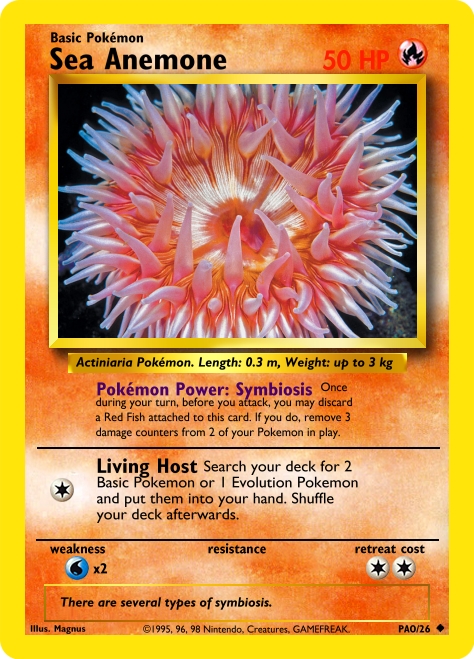 Basic Pokémon
Sea Anemone 50 HP
Actiniaria Pokémon. Length: 0.3 m, Weight: up to 3 kg
Pokémon Power: Symbiosis Once
during your turn, before you attack, you may discard
a Red Fish attached to this card. If you do, remove 3
damage counters from 2 of your Pokemon in play.
Living Host Search your deck for 2
Basic Pokemon or 1 Evolution Pokemon
and put them into your hand. Shuffle
your deck afterwards.
weakness resistance retreat cost
x2
There are several types of symbiosis.
Illus. Magnus ©1995, 96, 98 Nintendo, Creatures, GAMEFREAK. PAO/26